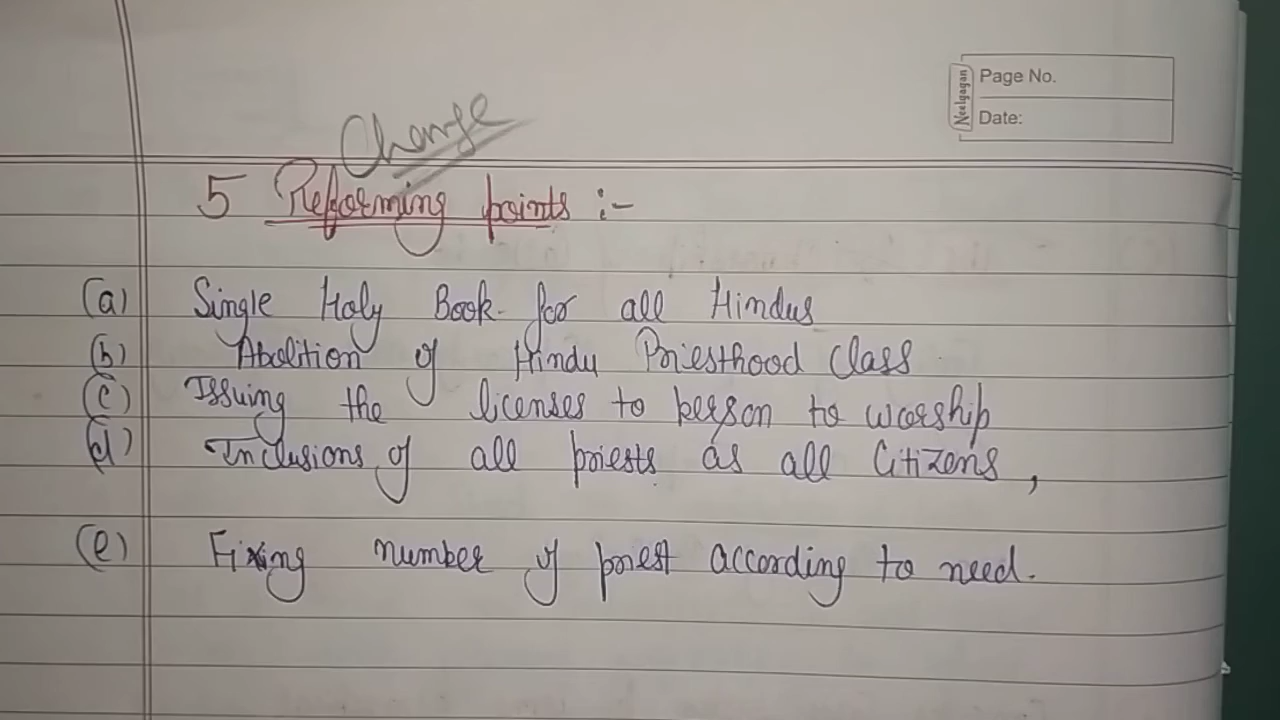 Neelgagan
Page No.
Date:
Change
5 Reforming points :-
(a) Single Holy Book for all Hindus
(b) Abolition of Hindu Priesthood Class
(c) Issuing the licenses to person to worship
(d) Inclusions of all priests as all Citizens,
(e) Fixing number of priest according to need.